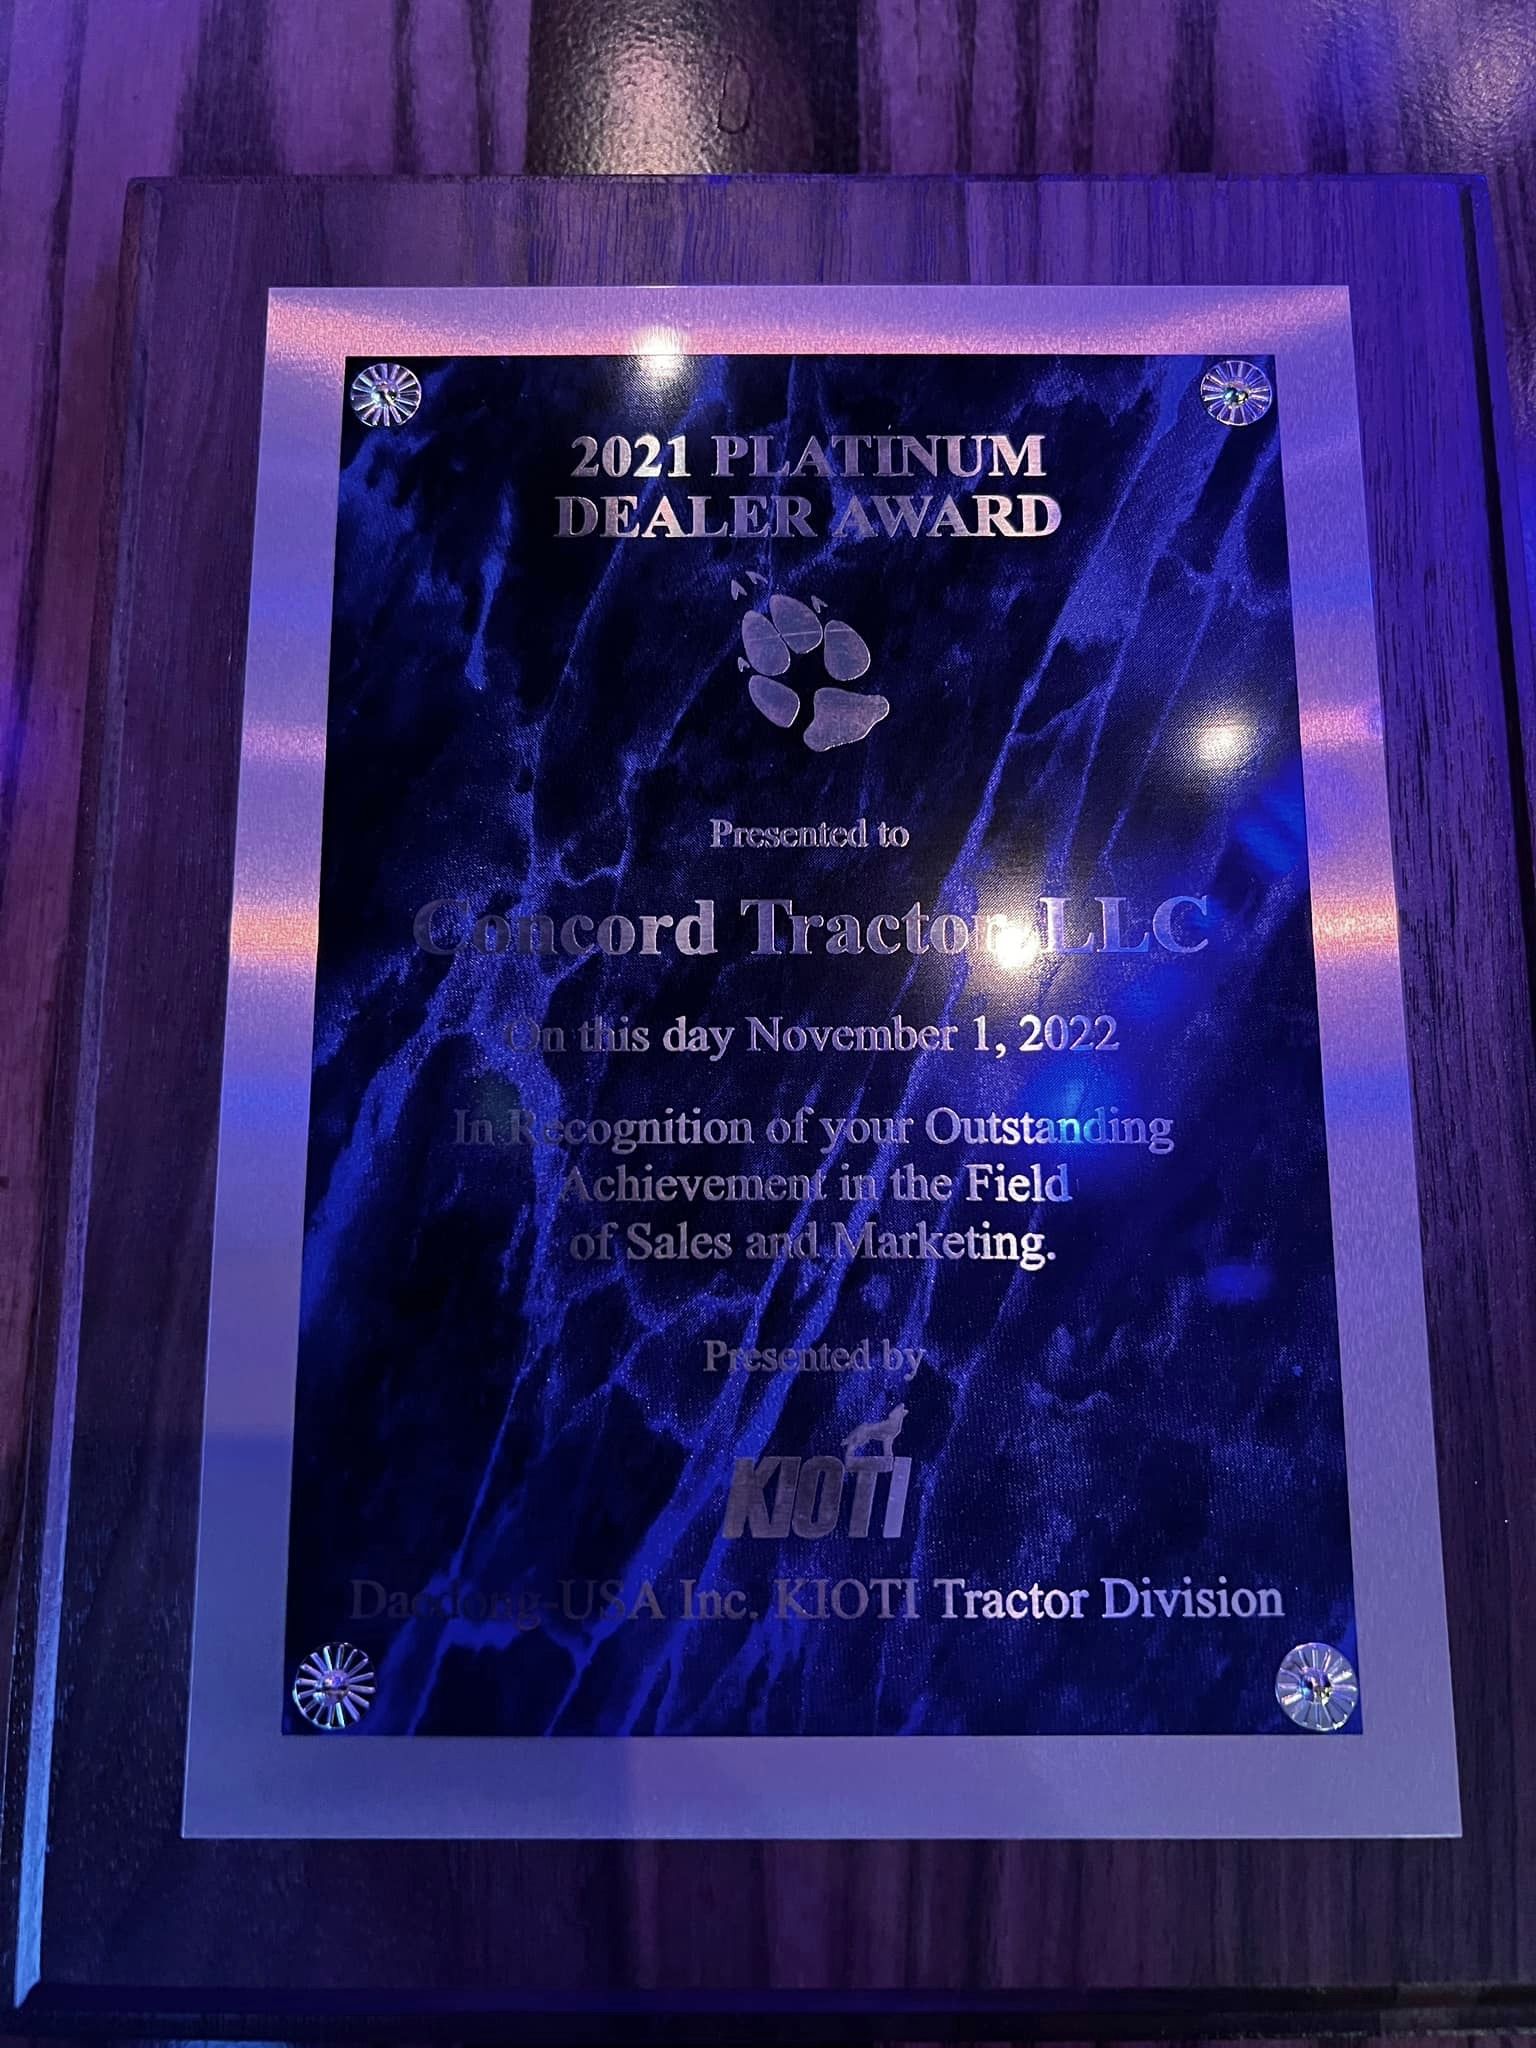 2021 PLATINUM
DEALER AWARD
Presented to
Concord Tractor, LLC
On this day November 1, 2022
In Recognition of your Outstanding
Achievement in the Field
of Sales and Marketing.
Presented by
KIOTI
Daedong-USA Inc. KIOTI Tractor Division